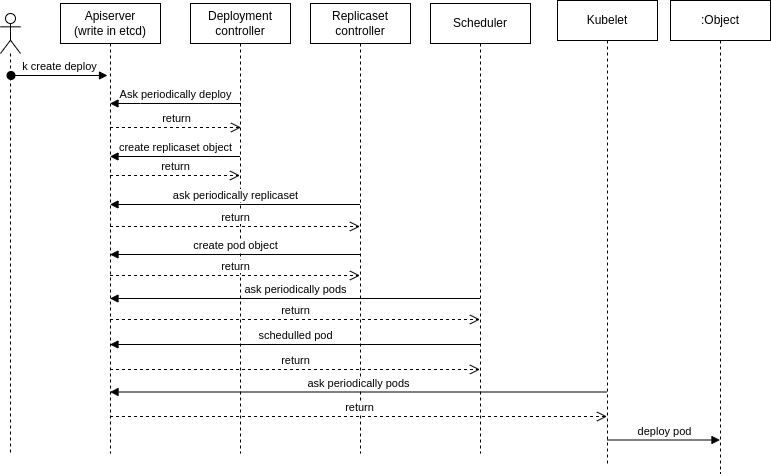 Apiserver
(write in etcd)
Deployment
controller
Replicaset
controller
Scheduler
Kubelet
:Object
k create deploy
Ask periodically deploy
return
create replicaset object
return
ask periodically replicaset
return
create pod object
return
ask periodically pods
return
schedulled pod
return
ask periodically pods
return
deploy pod